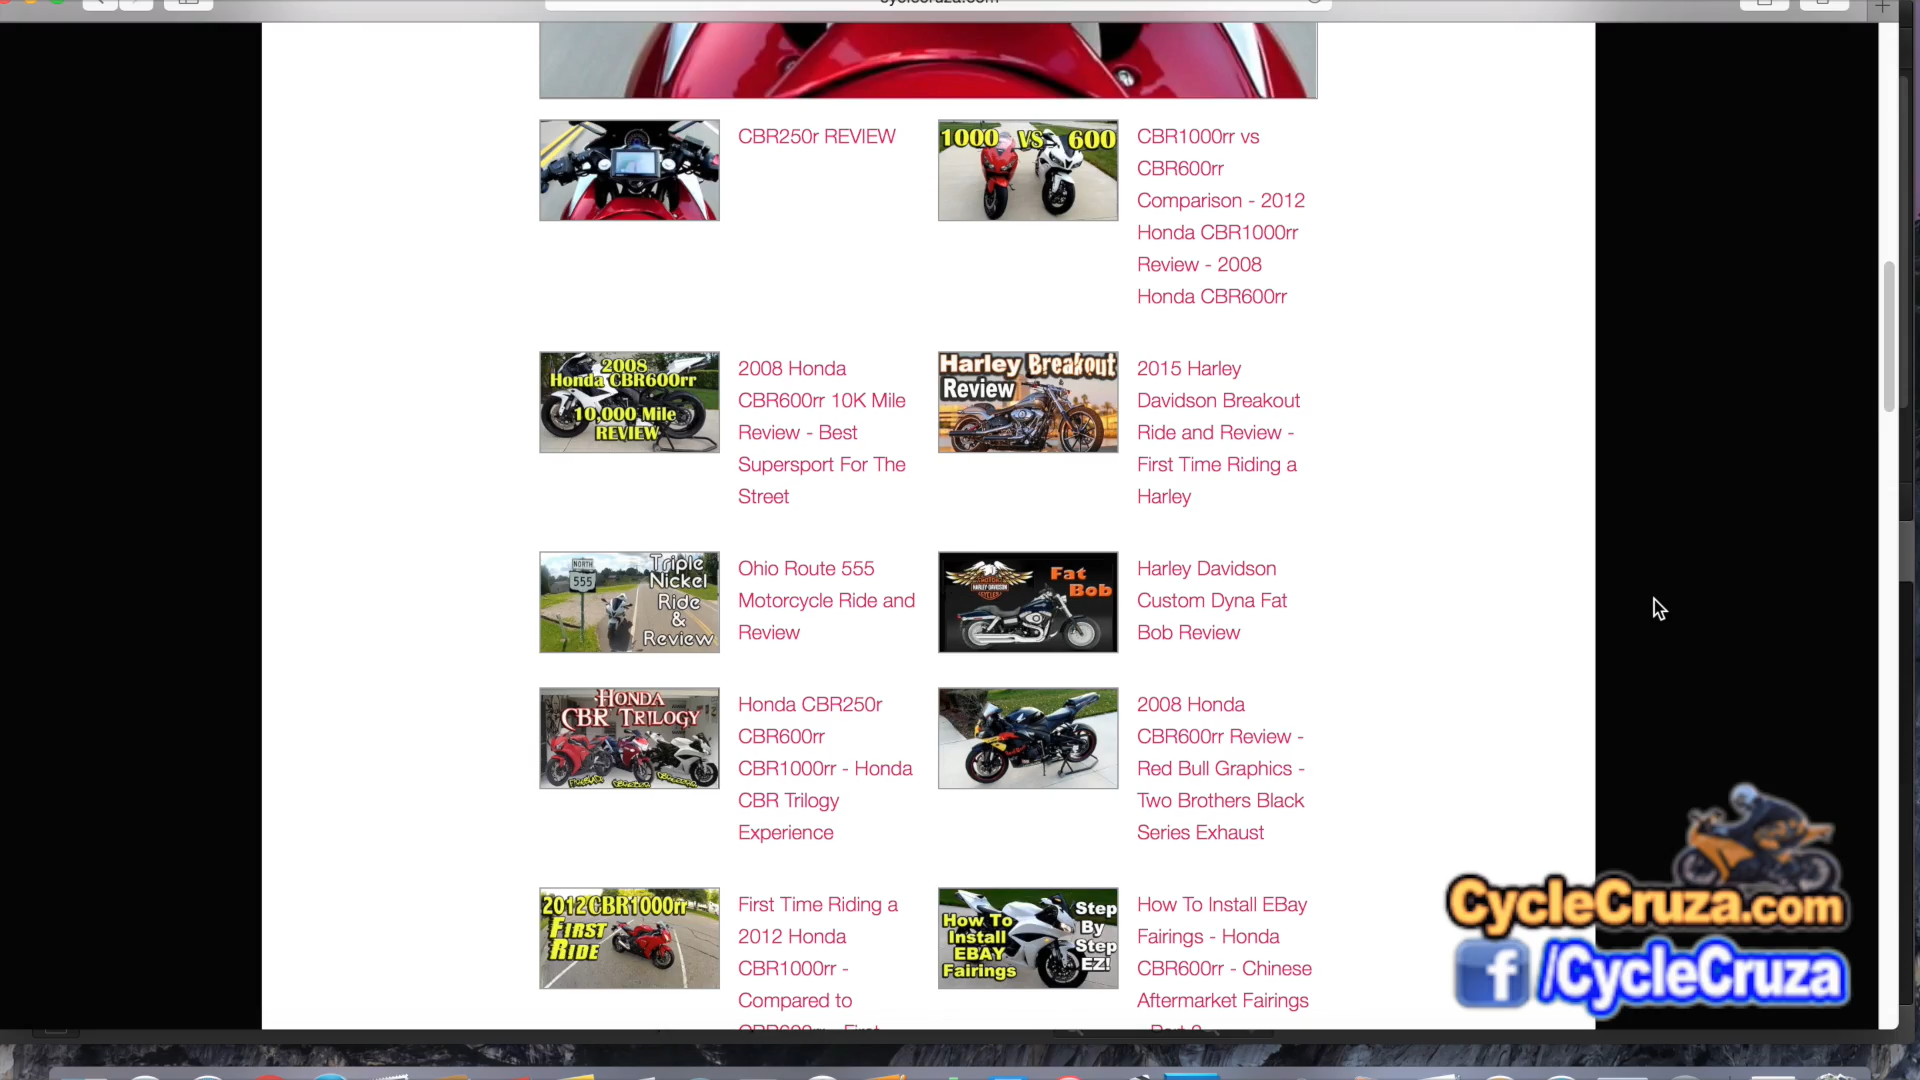 CBR250r REVIEW
1000 VS 600
CBR1000rr vs
CBR600rr
Comparison - 2012
Honda CBR1000rr
Review - 2008
Honda CBR600rr
2008
Honda CBR600rr
10,000 Mile
REVIEW
2008 Honda
CBR600rr 10K Mile
Review - Best
Supersport For The
Street
Harley Breakout
Review
2015 Harley
Davidson Breakout
Ride and Review -
First Time Riding a
Harley
NORTH
555
Triple
Nickel
Ride
&
Review
Ohio Route 555
Motorcycle Ride and
Review
Fat
Bob
Harley Davidson
Custom Dyna Fat
Bob Review
HONDA
CBR TRILOGY
Honda CBR250r
CBR600rr
CBR1000rr - Honda
CBR Trilogy
Experience
2008 Honda
CBR600rr Review -
Red Bull Graphics -
Two Brothers Black
Series Exhaust
2012CBR1000rr
FIRST
RIDE
First Time Riding a
2012 Honda
CBR1000rr -
Compared to
How To
Install
EBAY
Fairings
Step
By
Step
EZ!
How To Install EBay
Fairings - Honda
CBR600rr - Chinese
Aftermarket Fairings
CycleCruza.com
f /CycleCruza